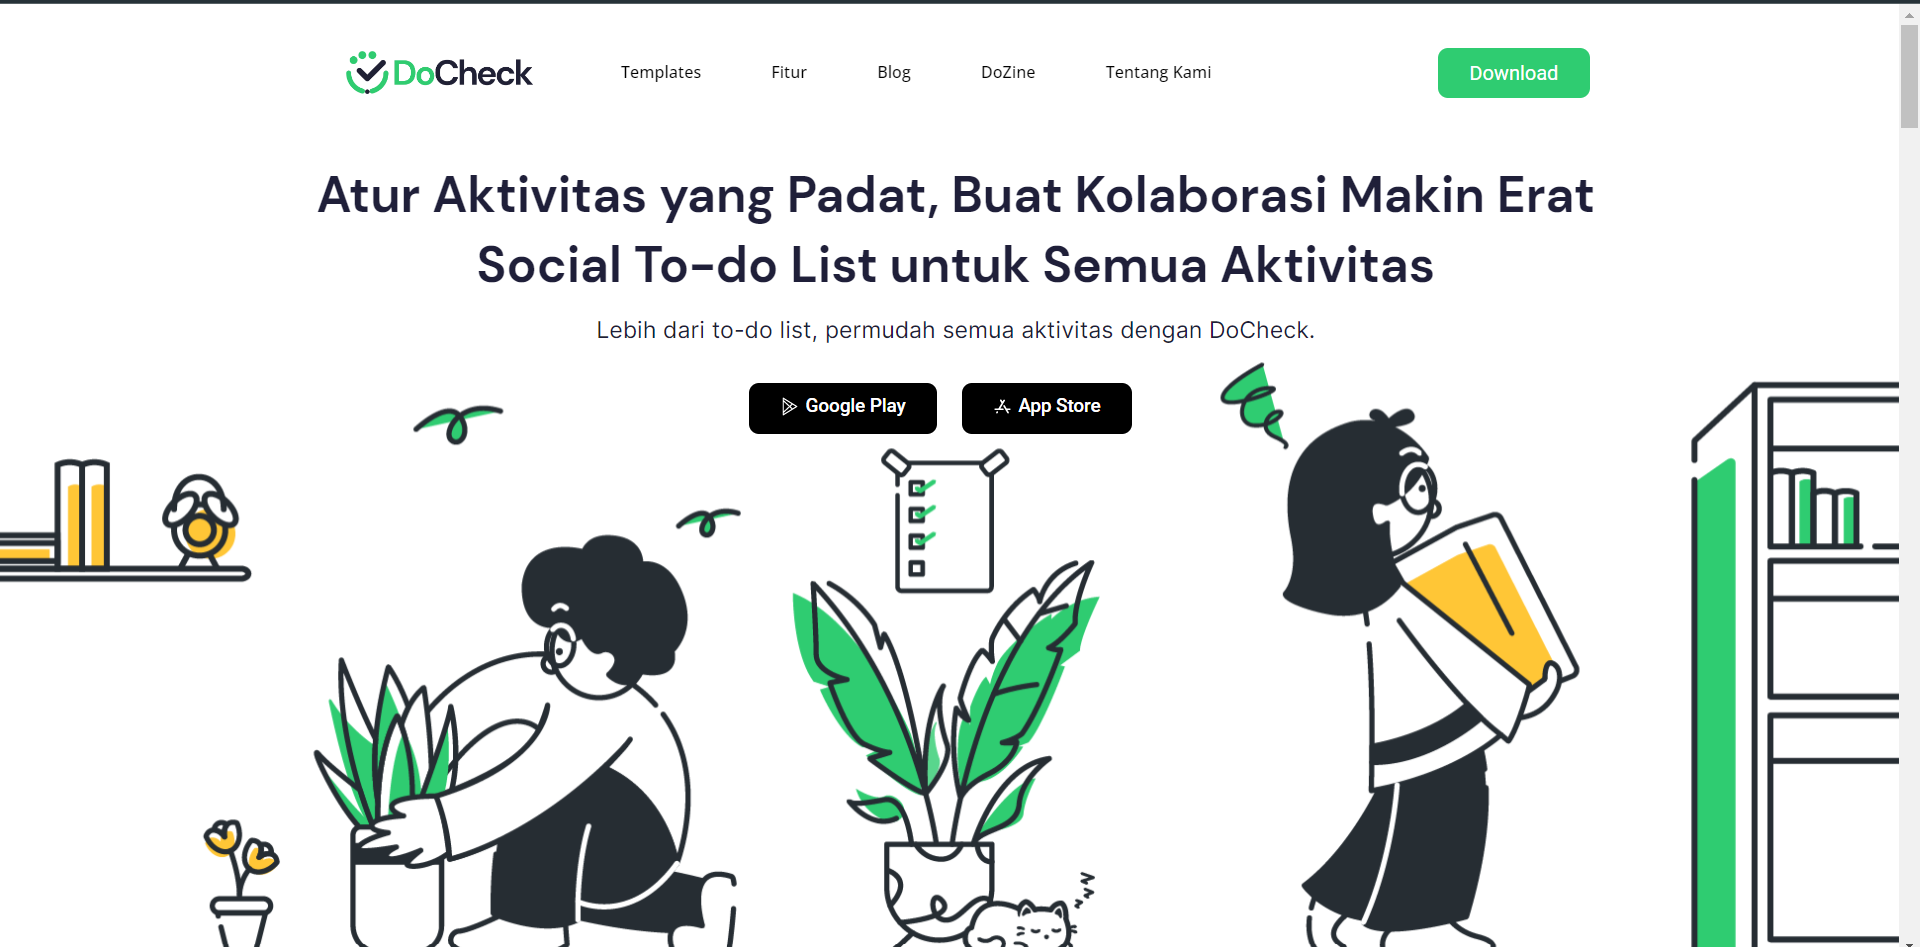 DoCheck
Templates
Fitur
Blog
DoZine
Tentang Kami
Download
Atur Aktivitas yang Padat, Buat Kolaborasi Makin Erat
Social To-do List untuk Semua Aktivitas
Lebih dari to-do list, permudah semua aktivitas dengan DoCheck.
Google Play
App Store
z
z
z